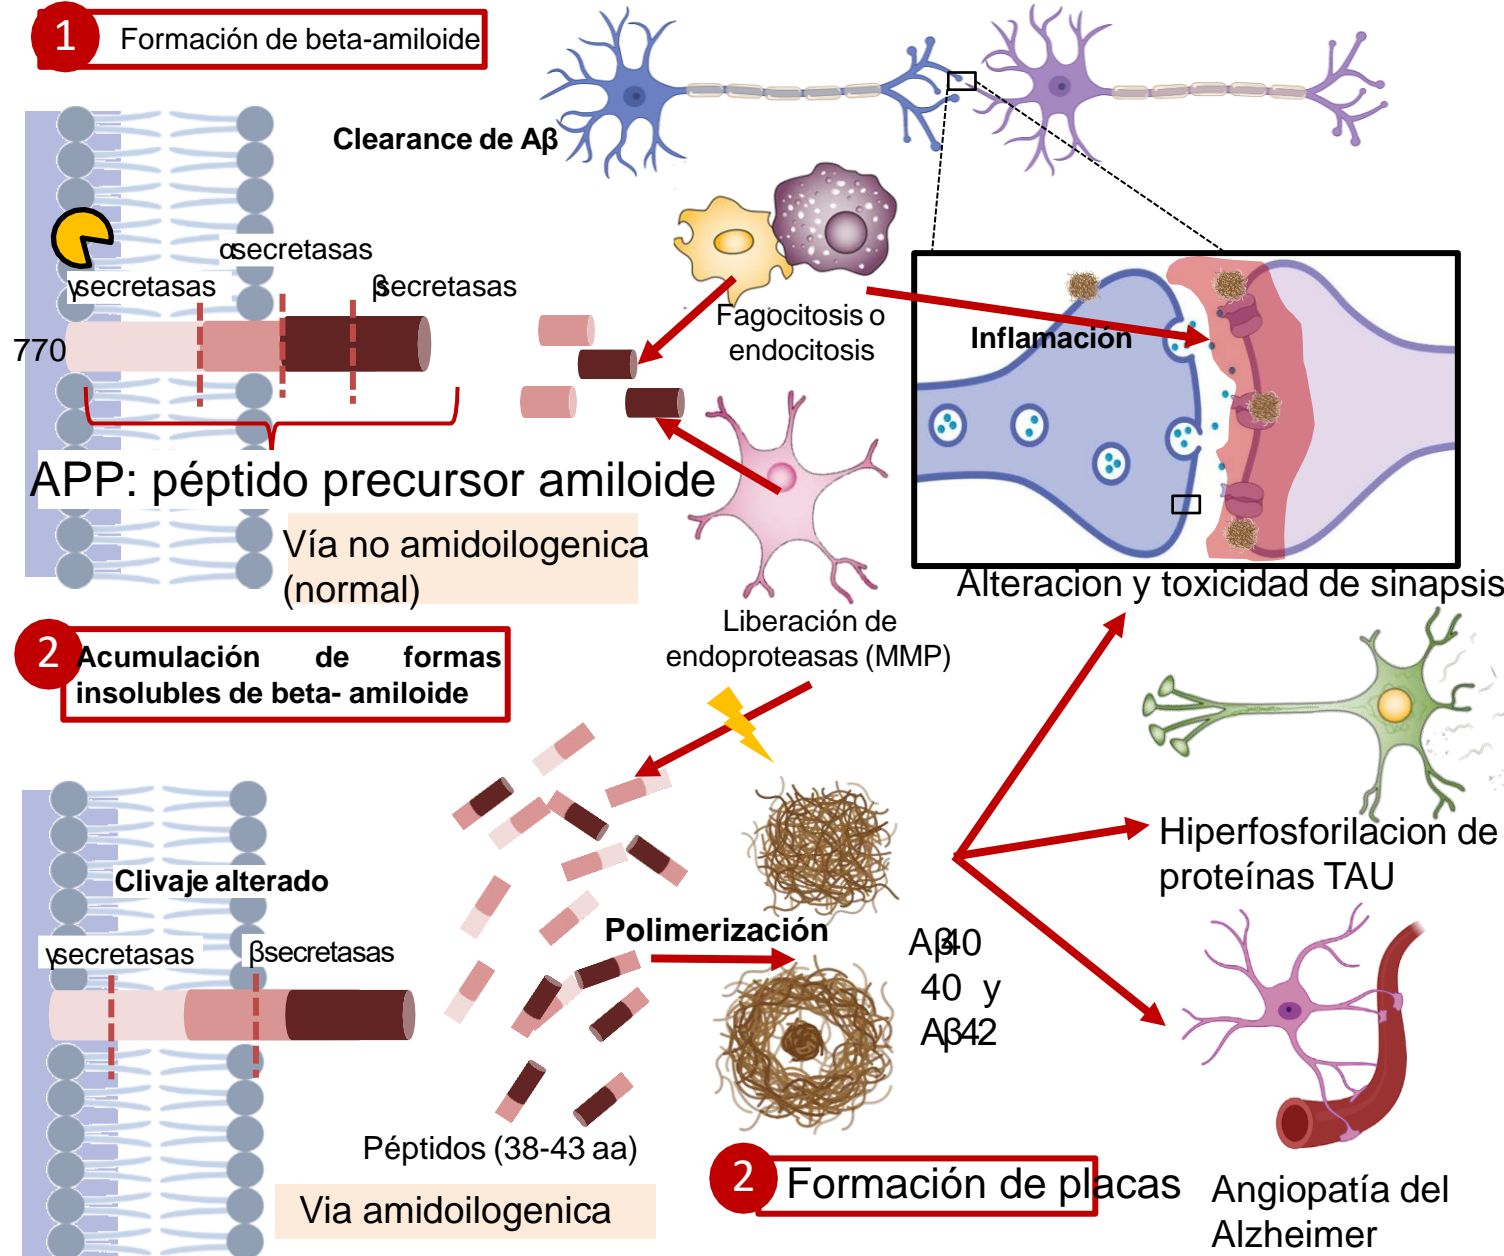 1 Formación de beta-amiloide
Clearance de Aβ
αsecretasas
γsecretasas
βsecretasas
770
Fagocitosis o
endocitosis
Inflamación
APP: péptido precursor amiloide
Vía no amidoilogenica
(normal)
Alteracion y toxicidad de sinapsis
Liberación de
endoproteasas (MMP)
2 Acumulación de formas
insolubles de beta- amiloide
Clivaje alterado
γsecretasas
βsecretasas
Polimerización
Aβ40
40 y
Aβ42
Hiperfosforilacion de
proteínas TAU
Péptidos (38-43 aa)
Via amidoilogenica
2 Formación de placas
Angiopatía del
Alzheimer